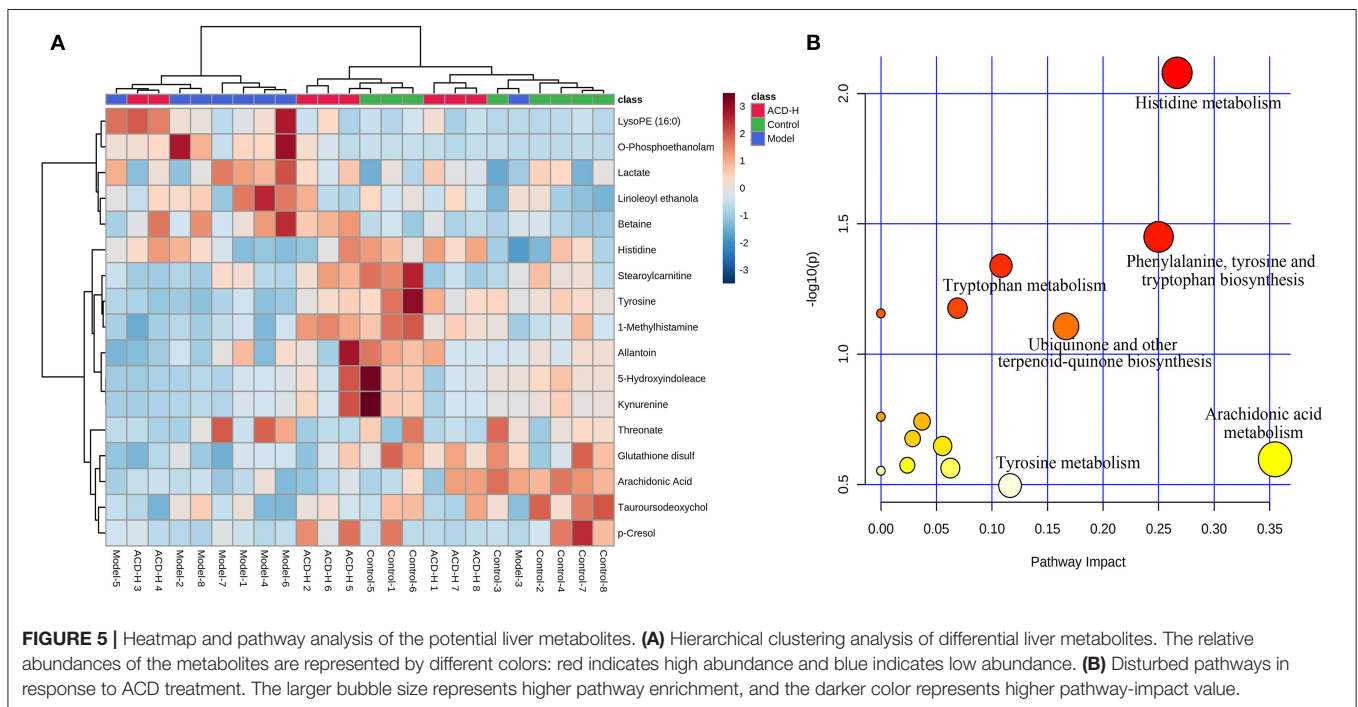 A
class
class
ACD-H
Control
Model
3
2
1
0
-1
-2
-3
LysoPE (16:0)
O-Phosphoethanolam
Lactate
Linoleoyl ethanola
Betaine
Histidine
Stearoylcarnitine
Tyrosine
1-Methylhistamine
Allantoin
5-Hydroxyindoleace
Kynurenine
Threonate
Glutathione disulf
Arachidonic Acid
Tauroursodeoxychol
p-Cresol
Model-5
ACD-H 3
ACD-H 4
Model-2
Model-8
Model-7
Model-1
Model-4
Model-6
ACD-H 2
ACD-H 6
ACD-H 5
Control-5
Control-1
Control-6
ACD-H 1
ACD-H 7
ACD-H 8
Control-3
Model-3
Control-2
Control-4
Control-7
Control-8
B
-log10(p)
2.0
1.5
1.0
0.5
Histidine metabolism
Phenylalanine, tyrosine and
tryptophan biosynthesis
Tryptophan metabolism
Ubiquinone and other
terpenoid-quinone biosynthesis
Arachidonic acid
metabolism
Tyrosine metabolism
0.00
0.05
0.10
0.15
0.20
0.25
0.30
0.35
Pathway Impact
FIGURE 5 | Heatmap and pathway analysis of the potential liver metabolites. (A) Hierarchical clustering analysis of differential liver metabolites. The relative
abundances of the metabolites are represented by different colors: red indicates high abundance and blue indicates low abundance. (B) Disturbed pathways in
response to ACD treatment. The larger bubble size represents higher pathway enrichment, and the darker color represents higher pathway-impact value.